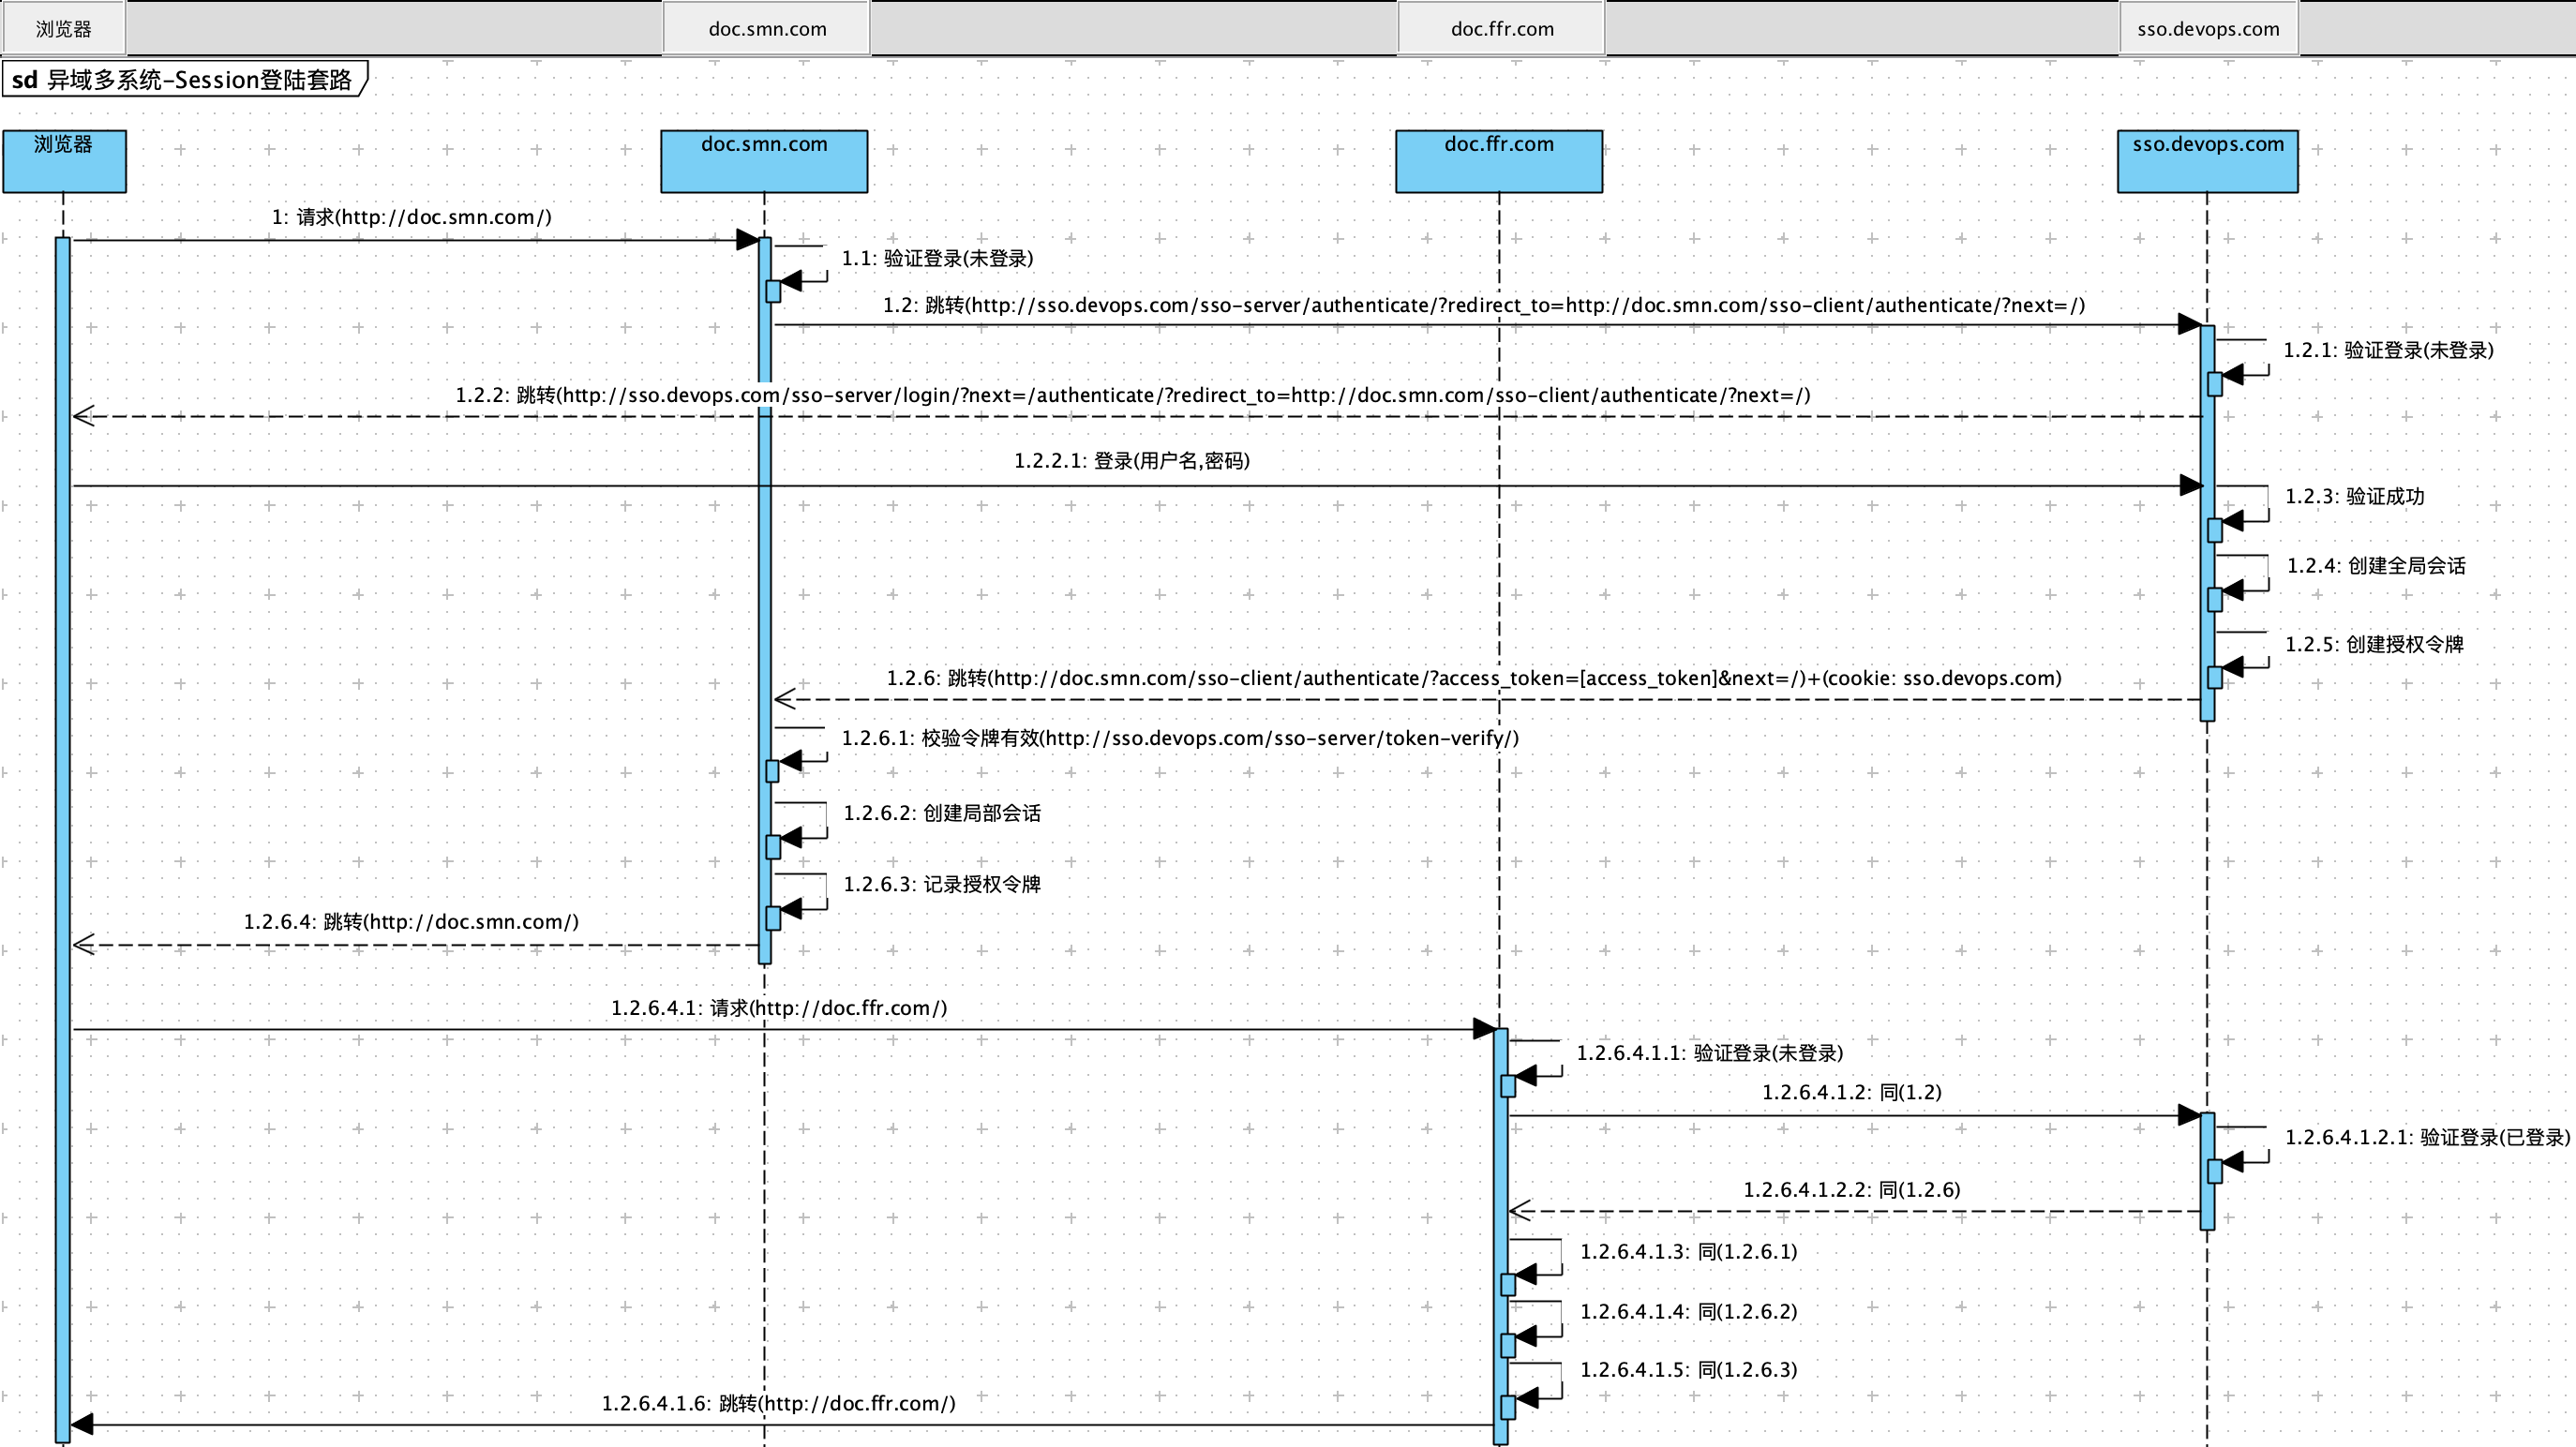 浏览器
doc.smn.com
doc.ffr.com
sso.devops.com
sd 异域多系统-Session登陆套路
浏览器
doc.smn.com
doc.ffr.com
sso.devops.com
1: 请求(http://doc.smn.com/)
1.1: 验证登录(未登录)
1.2: 跳转(http://sso.devops.com/sso-server/authenticate/?redirect_to=http://doc.smn.com/sso-client/authenticate/?next=/)
1.2.1: 验证登录(未登录)
1.2.2: 跳转(http://sso.devops.com/sso-server/login/?next=/authenticate/?redirect_to=http://doc.smn.com/sso-client/authenticate/?next=/)
1.2.2.1: 登录(用户名,密码)
1.2.3: 验证成功
1.2.4: 创建全局会话
1.2.5: 创建授权令牌
1.2.6: 跳转(http://doc.smn.com/sso-client/authenticate/?access_token=[access_token]&next=/)+(cookie: sso.devops.com)
1.2.6.1: 校验令牌有效(http://sso.devops.com/sso-server/token-verify/)
1.2.6.2: 创建局部会话
1.2.6.3: 记录授权令牌
1.2.6.4: 跳转(http://doc.smn.com/)
1.2.6.4.1: 请求(http://doc.ffr.com/)
1.2.6.4.1.1: 验证登录(未登录)
1.2.6.4.1.2: 同(1.2)
1.2.6.4.1.2.1: 验证登录(已登录)
1.2.6.4.1.2.2: 同(1.2.6)
1.2.6.4.1.3: 同(1.2.6.1)
1.2.6.4.1.4: 同(1.2.6.2)
1.2.6.4.1.5: 同(1.2.6.3)
1.2.6.4.1.6: 跳转(http://doc.ffr.com/)